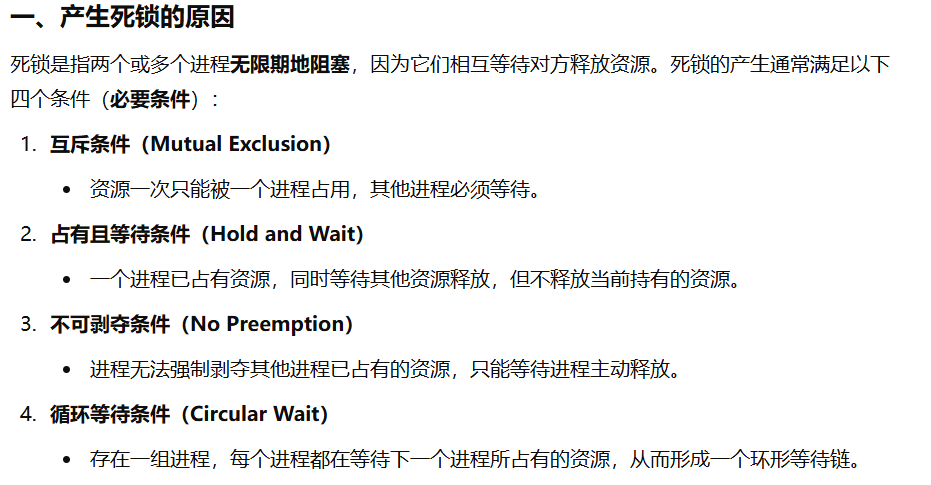 一、产生死锁的原因
死锁是指两个或多个进程无限期地阻塞，因为它们相互等待对方释放资源。死锁的产生通常满足以下
四个条件（必要条件）：
1. 互斥条件（Mutual Exclusion）
• 资源一次只能被一个进程占用，其他进程必须等待。
2. 占有且等待条件（Hold and Wait）
• 一个进程已占有资源，同时等待其他资源释放，但不释放当前持有的资源。
3. 不可剥夺条件（No Preemption）
• 进程无法强制剥夺其他进程已占有的资源，只能等待进程主动释放。
4. 循环等待条件（Circular Wait）
• 存在一组进程，每个进程都在等待下一个进程所占有的资源，从而形成一个环形等待链。